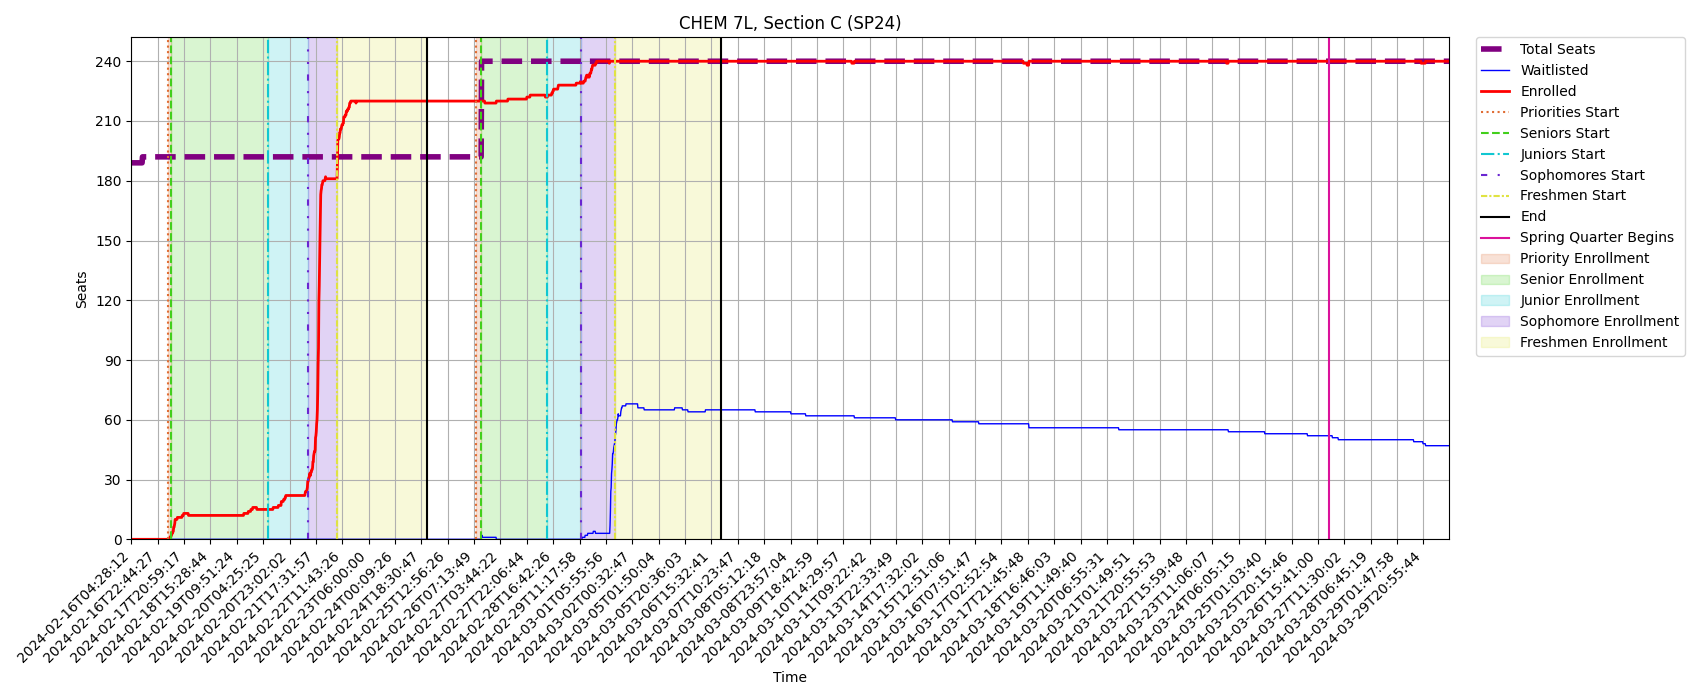 CHEM 7L, Section C (SP24)
Seats
240
210
180
150
120
90
60
30
0
2024-02-16T04:28:12
2024-02-16T22:44:27
2024-02-17T20:59:17
2024-02-18T15:28:44
2024-02-19T09:51:24
2024-02-20T04:25:25
2024-02-20T23:02:02
2024-02-21T17:31:57
2024-02-22T11:43:26
2024-02-23T06:00:00
2024-02-24T00:09:26
2024-02-24T18:30:47
2024-02-25T12:56:26
2024-02-26T07:13:49
2024-02-27T03:44:22
2024-02-27T22:06:44
2024-02-28T16:42:26
2024-02-29T11:17:58
2024-03-01T05:55:56
2024-03-02T00:32:47
2024-03-05T01:50:04
2024-03-05T20:36:03
2024-03-06T15:32:41
2024-03-07T10:23:47
2024-03-08T05:12:18
2024-03-08T23:57:04
2024-03-09T18:42:59
2024-03-10T14:29:57
2024-03-11T09:22:42
2024-03-13T22:33:49
2024-03-14T17:32:02
2024-03-15T12:51:06
2024-03-16T07:51:47
2024-03-17T02:52:54
2024-03-17T21:45:48
2024-03-18T16:46:03
2024-03-19T11:49:40
2024-03-20T06:55:31
2024-03-21T01:49:51
2024-03-21T20:55:53
2024-03-22T15:59:48
2024-03-23T11:06:07
2024-03-24T06:05:15
2024-03-25T01:03:40
2024-03-25T20:15:46
2024-03-26T15:41:00
2024-03-27T11:30:02
2024-03-28T06:45:19
2024-03-29T01:47:58
2024-03-29T20:55:44
Time
Total Seats
Waitlisted
Enrolled
Priorities Start
Seniors Start
Juniors Start
Sophomores Start
Freshmen Start
End
Spring Quarter Begins
Priority Enrollment
Senior Enrollment
Junior Enrollment
Sophomore Enrollment
Freshmen Enrollment